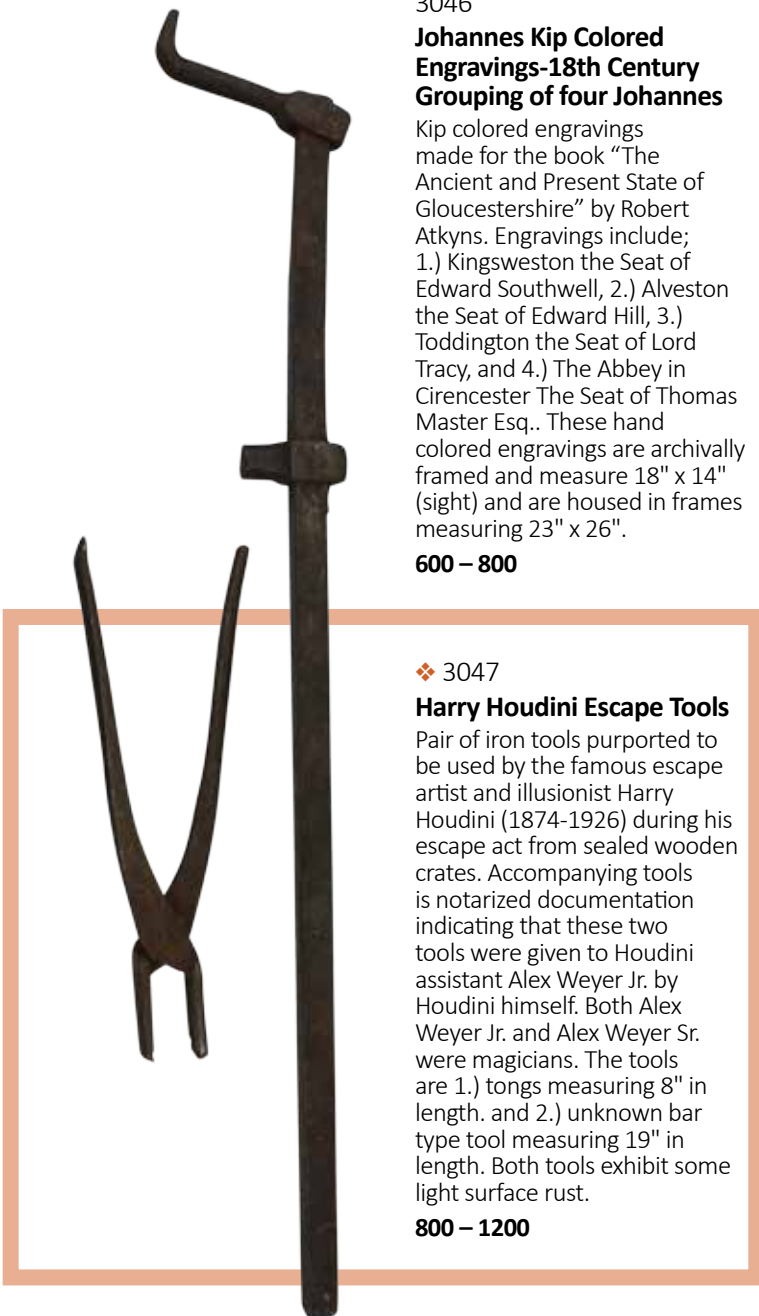 3046
Johannes Kip Colored
Engravings-18th Century
Grouping of four Johannes
Kip colored engravings
made for the book “The
Ancient and Present State of
Gloucestershire” by Robert
Atkyns. Engravings include;
1.) Kingsweston the Seat of
Edward Southwell, 2.) Alveston
the Seat of Edward Hill, 3.)
Toddington the Seat of Lord
Tracy, and 4.) The Abbey in
Cirencester The Seat of Thomas
Master Esq.. These hand
colored engravings are archivally
framed and measure 18" x 14"
(sight) and are housed in frames
measuring 23" x 26".
600 – 800
❖ 3047
Harry Houdini Escape Tools
Pair of iron tools purported to
be used by the famous escape
artist and illusionist Harry
Houdini (1874-1926) during his
escape act from sealed wooden
crates. Accompanying tools
is notarized documentation
indicating that these two
tools were given to Houdini
assistant Alex Weyer Jr. by
Houdini himself. Both Alex
Weyer Jr. and Alex Weyer Sr.
were magicians. The tools
are 1.) tongs measuring 8" in
length. and 2.) unknown bar
type tool measuring 19" in
length. Both tools exhibit some
light surface rust.
800 – 1200